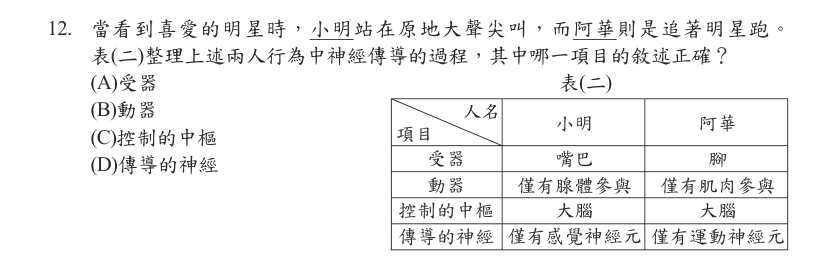 12. 當看到喜愛的明星時，小明站在原地大聲尖叫，而阿華則是追著明星跑。
表(二)整理上述兩人行為中神經傳導的過程，其中哪一項目的敘述正確？
(A)受器
(B)動器
(C)控制的中樞
(D)傳導的神經
表(二)
人名
項目 小明 阿華
受器 嘴巴 腳
動器 僅有腺體參與 僅有肌肉參與
控制的中樞 大腦 大腦
傳導的神經 僅有感覺神經元 僅有運動神經元